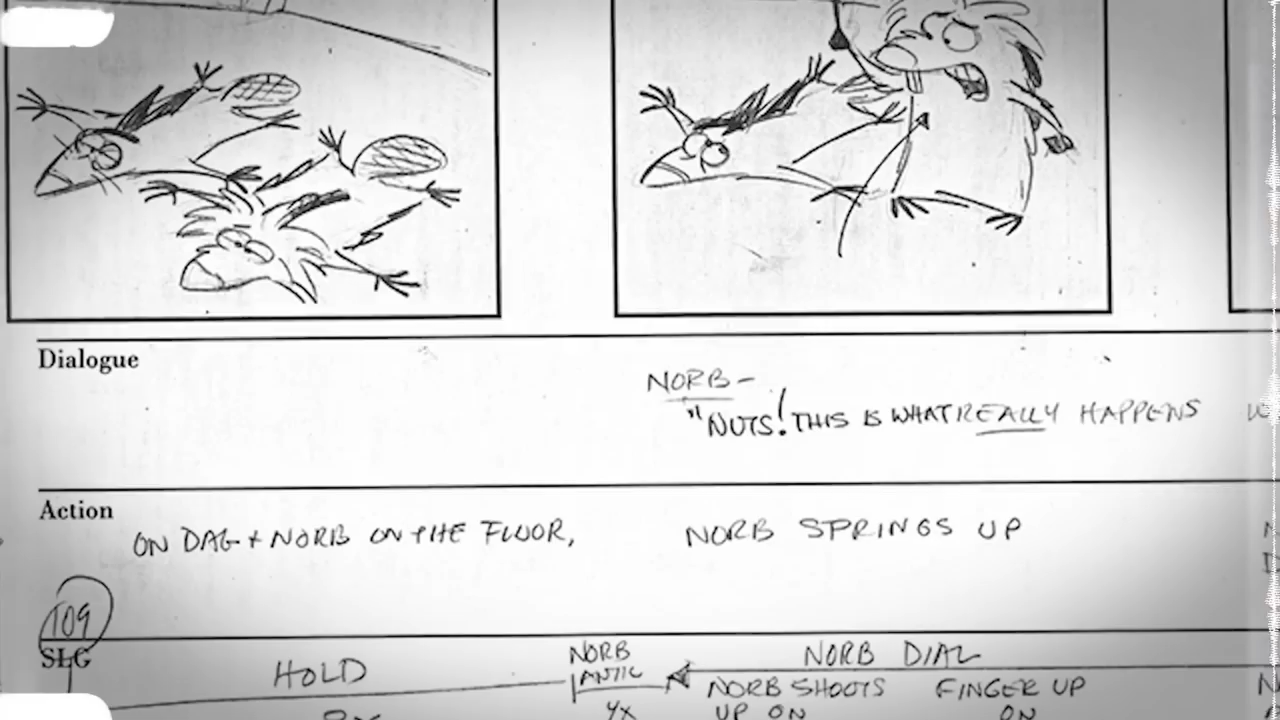 Dialogue
NORB-
"NUTS! THIS IS WHAT REALLY HAPPENS
Action
ON DAG + NORB ON THE FLOOR,
NORB SPRINGS UP
109
SLG
HOLD
NORB
ANTIC
4X
NORB DIAL
NORB SHOOTS
UP ON
FINGER UP
ON